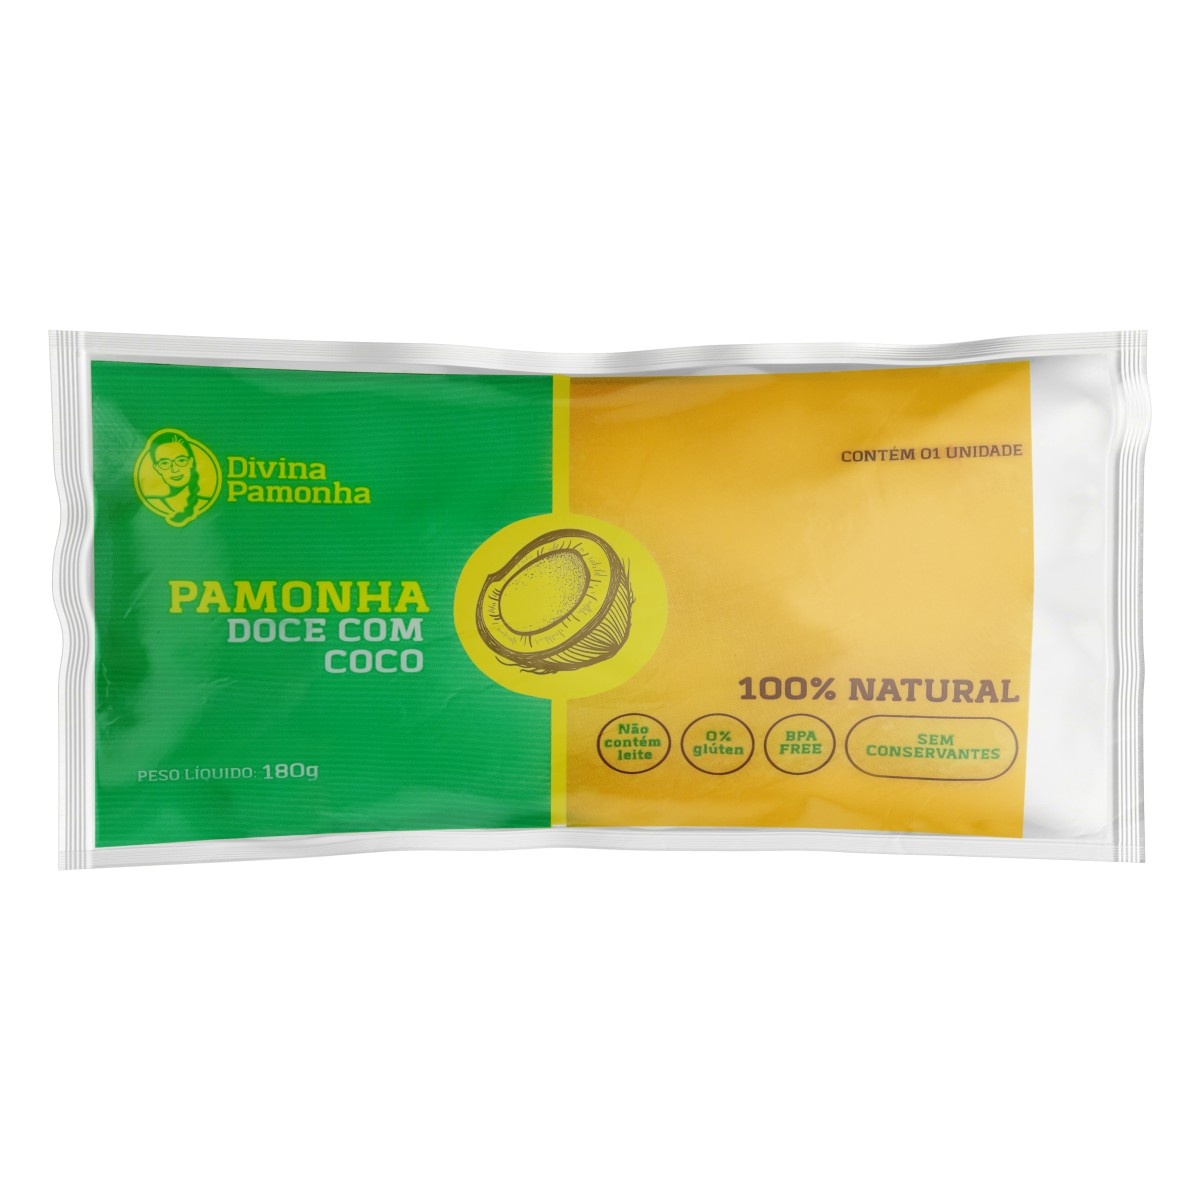 Divina
Pamonha
PAMONHA
DOCE COM
COCO
PESO LÍQUIDO: 180g
CONTÉM 01 UNIDADE
100% NATURAL
Não
contém
leite
0%
glúten
BPA
FREE
SEM
CONSERVANTES